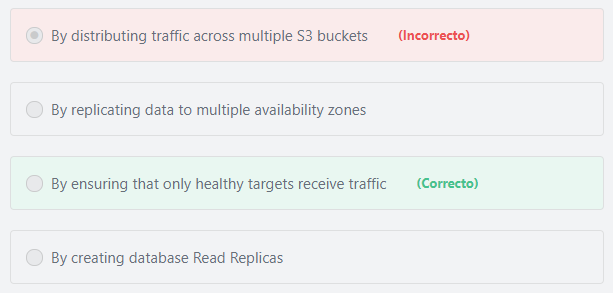 By distributing traffic across multiple S3 buckets (Incorrecto)
By replicating data to multiple availability zones
By ensuring that only healthy targets receive traffic (Correcto)
By creating database Read Replicas